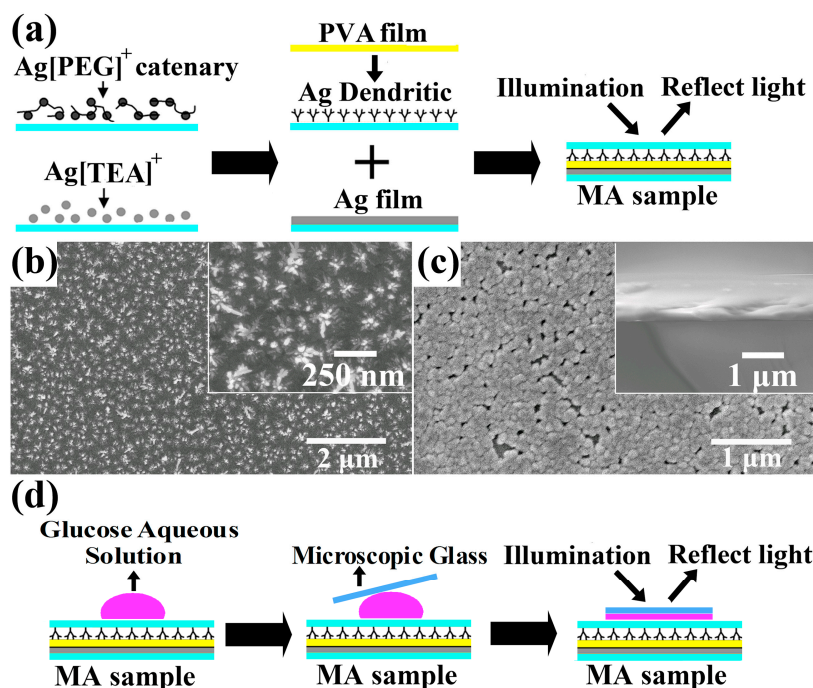 (a)
PVA film
Ag[PEG]+ catenary
Ag Dendritic
Illumination Reflect light
Ag[TEA]+
Ag film
MA sample
(b)
250 nm
2 μm
(c)
1 μm
1 μm
(d)
Glucose Aqueous
Solution
Microscopic Glass
Illumination Reflect light
MA sample
MA sample
MA sample